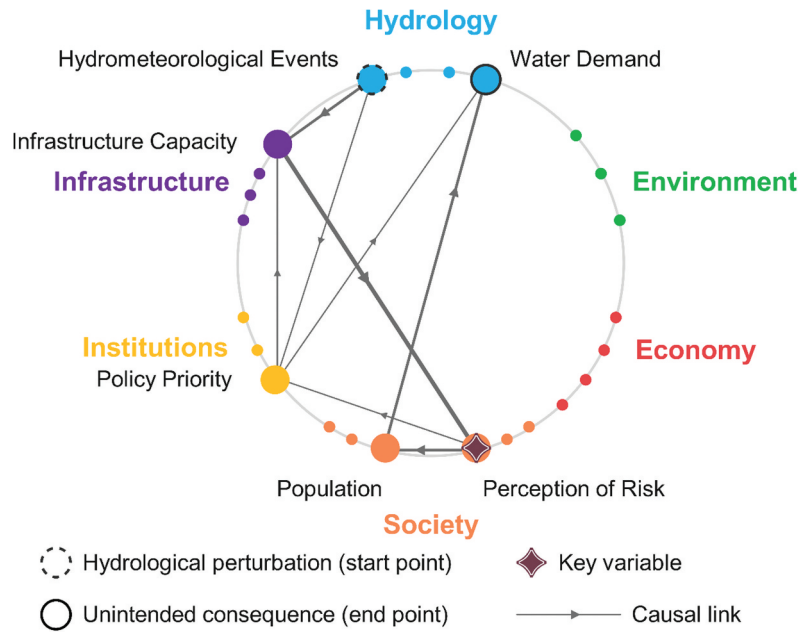 Hydrology
Hydrometeorological Events
Water Demand
Infrastructure Capacity
Infrastructure
Environment
Institutions
Economy
Policy Priority
Population
Perception of Risk
Society
Hydrological perturbation (start point)
Key variable
Unintended consequence (end point)
Causal link